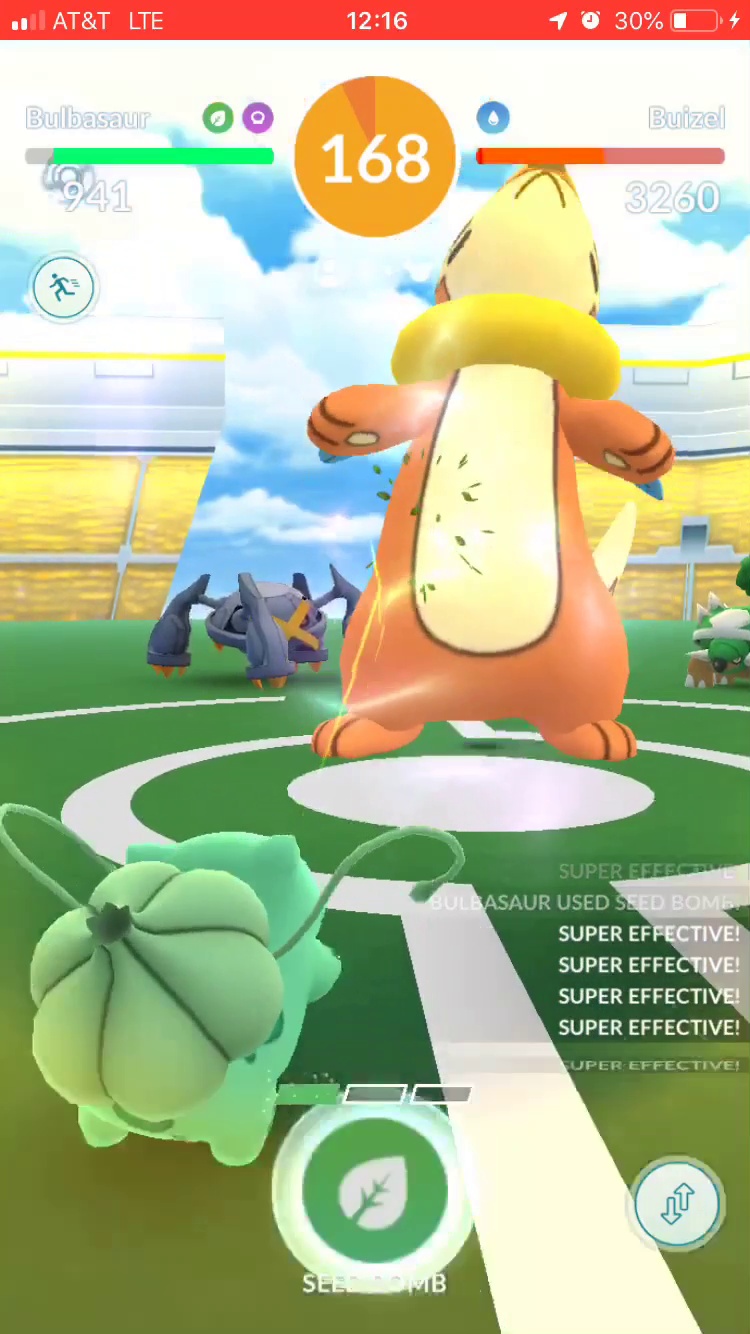 AT&T LTE 12:16 30%
Bulbasaur 168 Buizel
941 3260
SUPER EFFECTIVE!
BULBASAUR USED SEED BOMB!
SUPER EFFECTIVE!
SUPER EFFECTIVE!
SUPER EFFECTIVE!
SUPER EFFECTIVE!
SUPER EFFECTIVE!
SEED BOMB